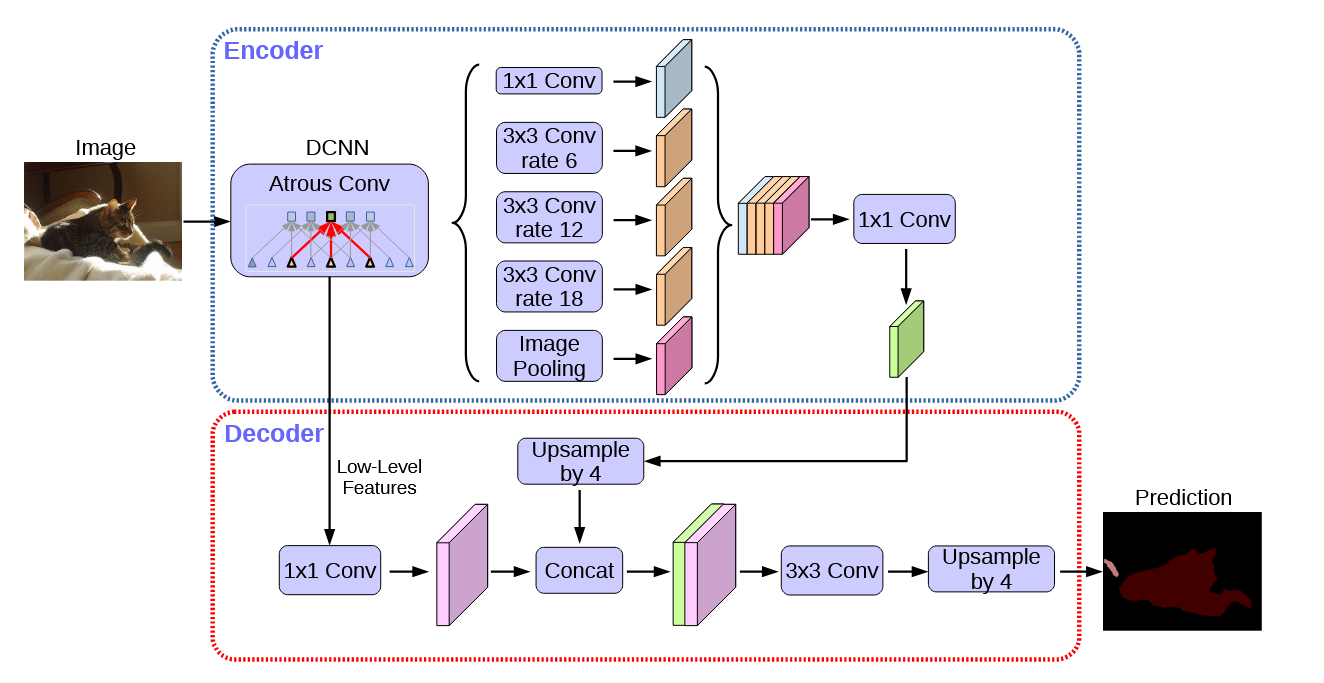 Encoder
Image
DCNN
Atrous Conv
1x1 Conv
3x3 Conv
rate 6
3x3 Conv
rate 12
3x3 Conv
rate 18
Image
Pooling
1x1 Conv
Decoder
Low-Level
Features
Upsample
by 4
1x1 Conv
Concat
3x3 Conv
Upsample
by 4
Prediction